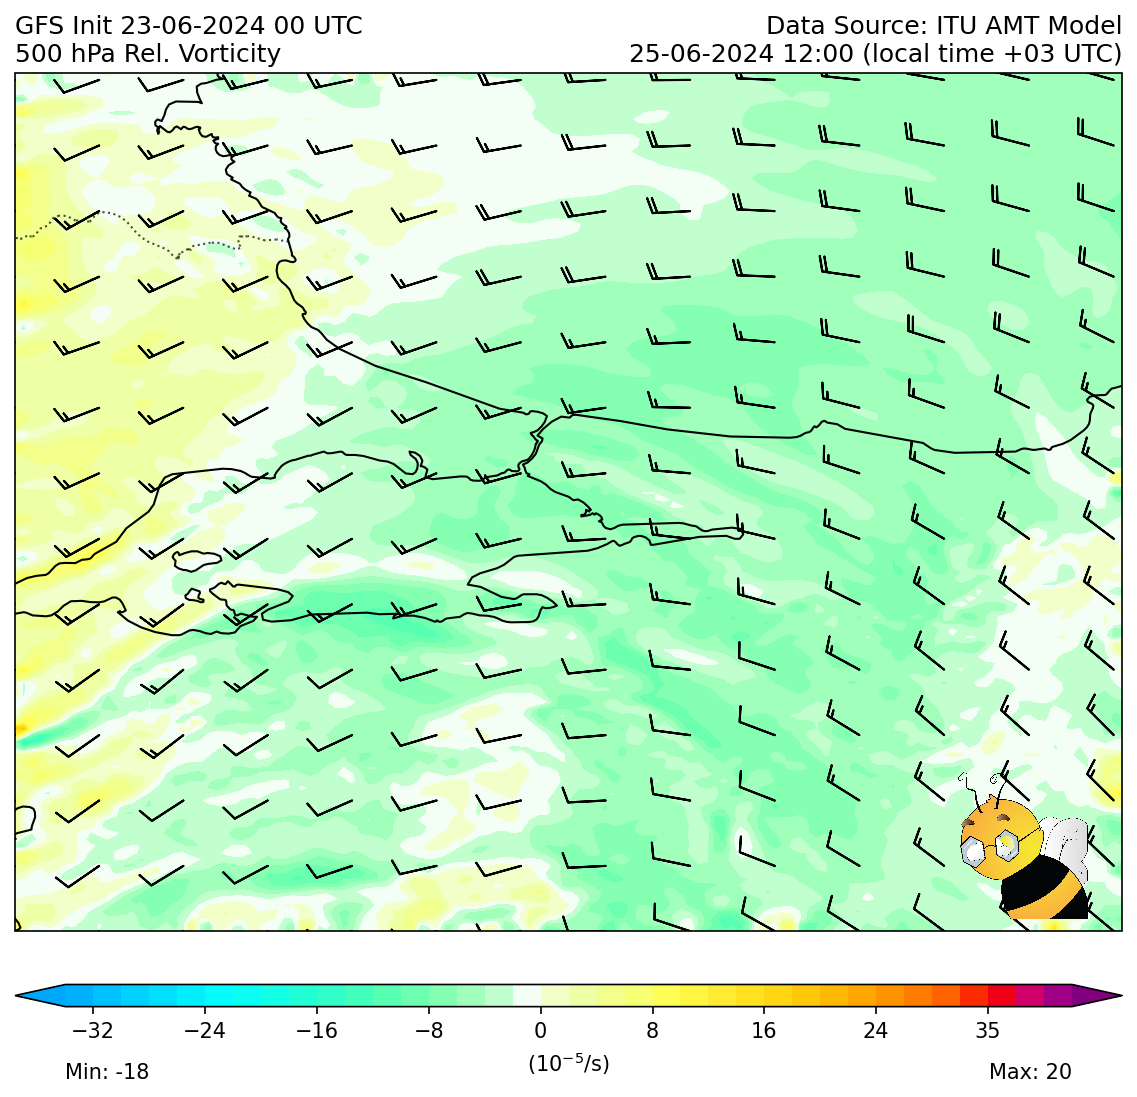 GFS Init 23-06-2024 00 UTC
500 hPa Rel. Vorticity
Data Source: ITU AMT Model
25-06-2024 12:00 (local time +03 UTC)
−32 −24 −16 −8 0 8 16 24 35
(10⁻⁵/s)
Min: -18
Max: 20